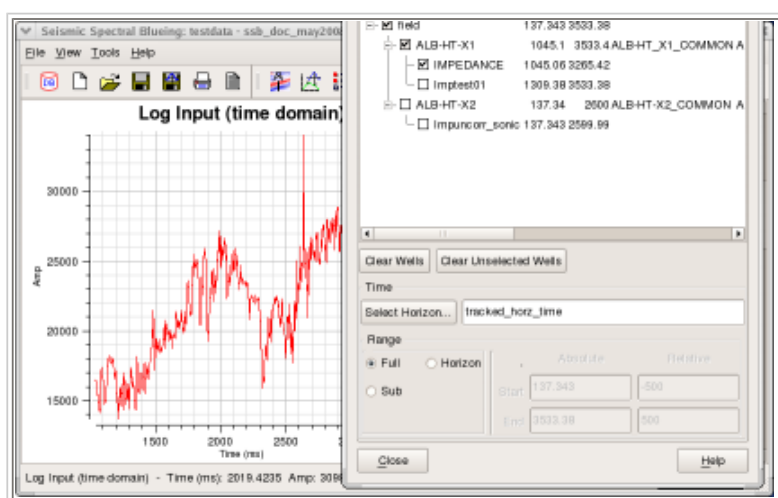 Seismic Spectral Blueing: testdata - ssb_doc_may200
File View Tools Help
Log Input (time domain)
30000
25000
20000
15000
Amp
1500 2000 2500
Time (ms)
Log Input (time domain) - Time (ms): 2019.4235 Amp: 309
field 137.343 3533.38
ALB-HT-X1 1045.1 3533.4 ALB-HT_X1_COMMON A
IMPEDANCE 1045.06 3265.42
Imptest01 1309.38 3533.38
ALB-HT-X2 137.34 2600 ALB-HT-X2_COMMON A
Impuncorr_sonic 137.343 2599.99
Clear Wells Clear Unselected Wells
Time
Select Horizon... tracked_horz_time
Range
Full Horizon Absolute Relative
Sub Start 137.343 -500
End 3533.38 500
Close Help